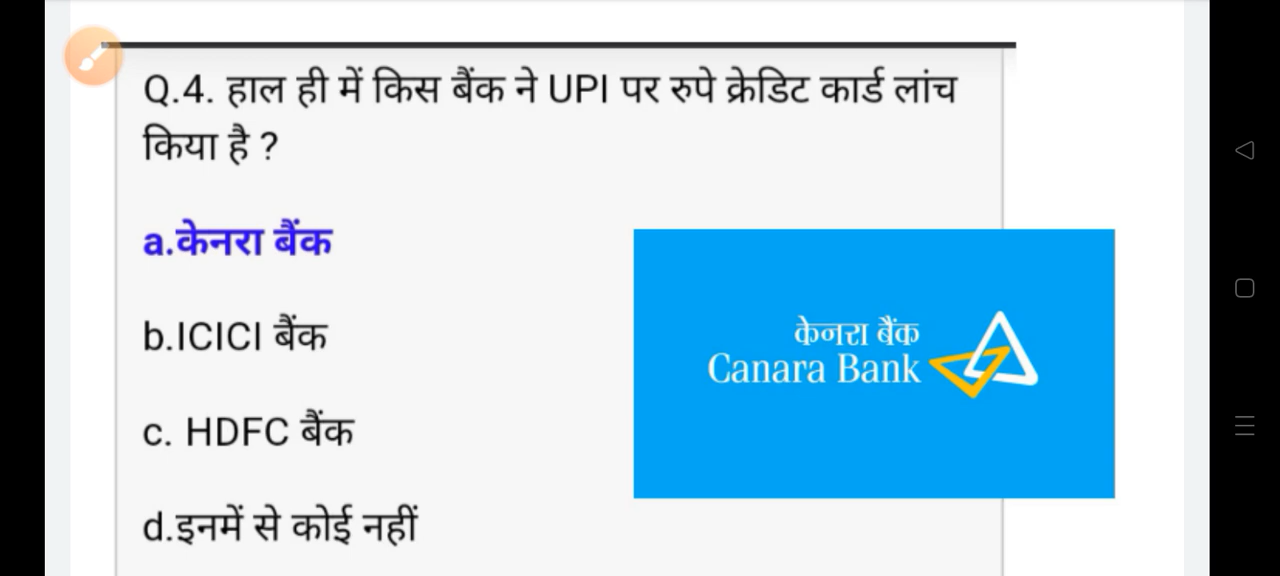 Q.4. हाल ही में किस बैंक ने UPI पर रुपे क्रेडिट कार्ड लांच
किया है ?
a.केनरा बैंक
b.ICICI बैंक
c. HDFC बैंक
d.इनमें से कोई नहीं
केनरा बैंक
Canara Bank